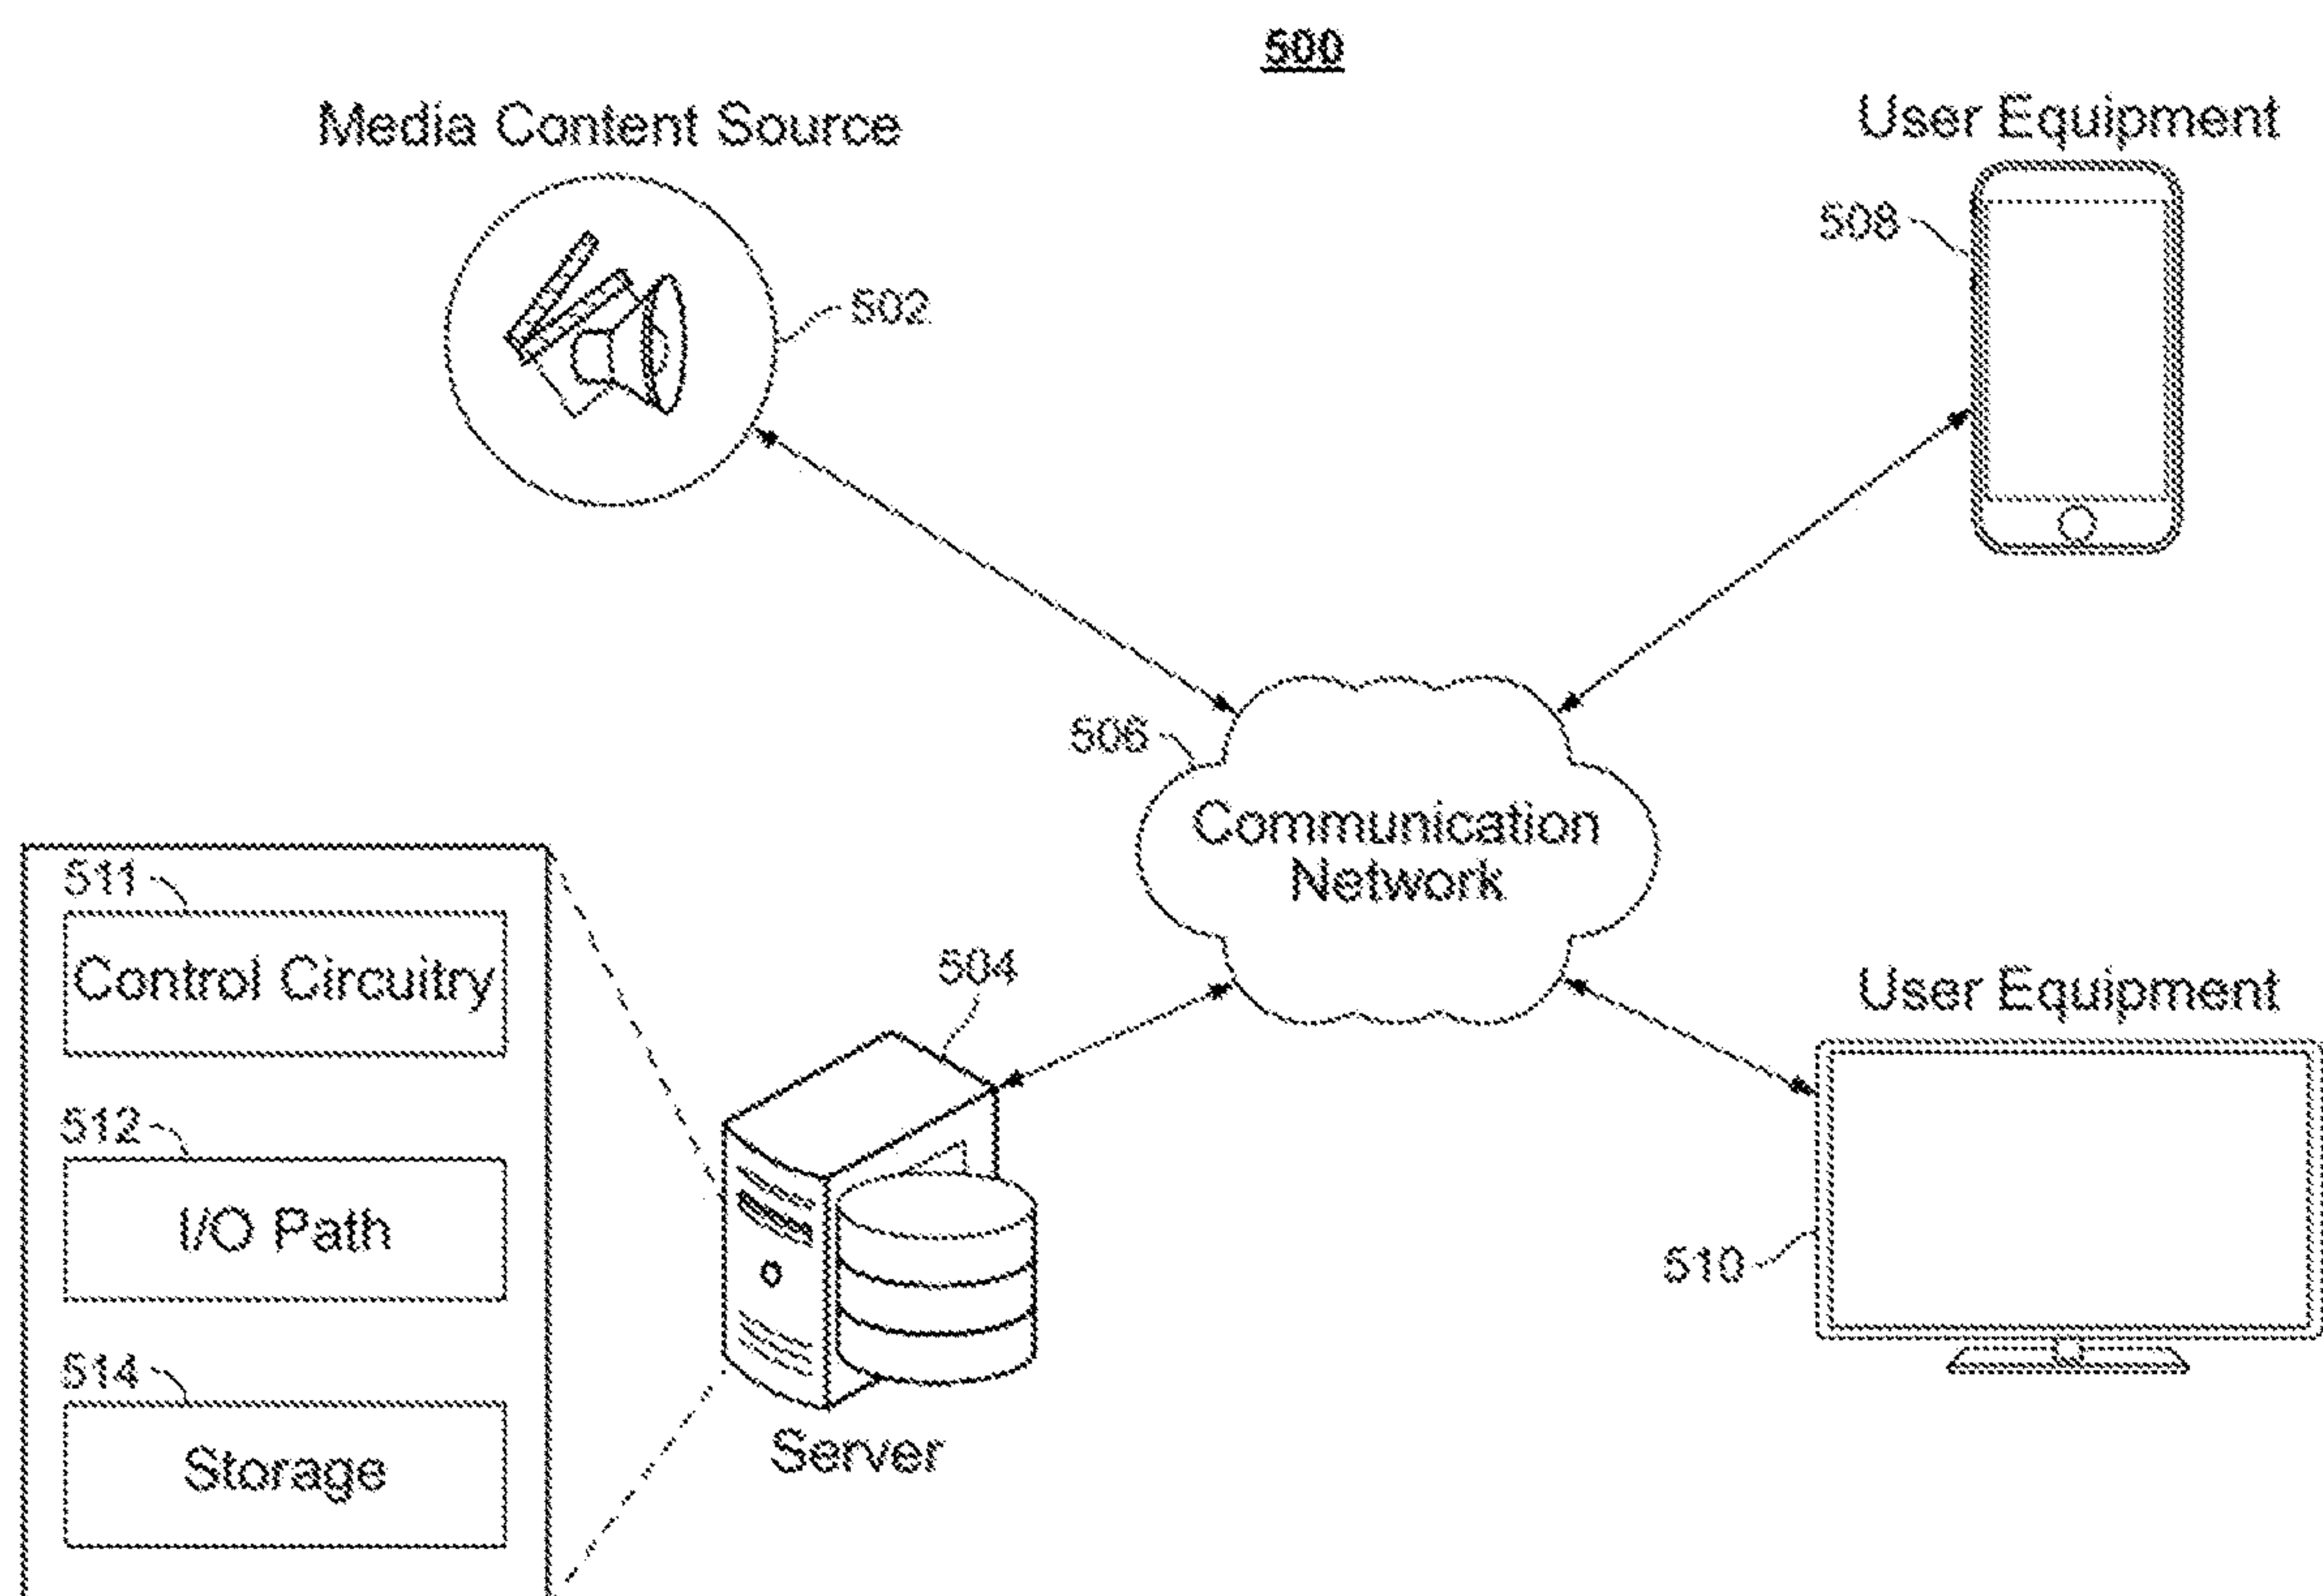 500
Media Content Source
User Equipment
508
502
506
Communication
Network
511
Control Circuitry
504
User Equipment
512
I/O Path
510
514
Storage
Server